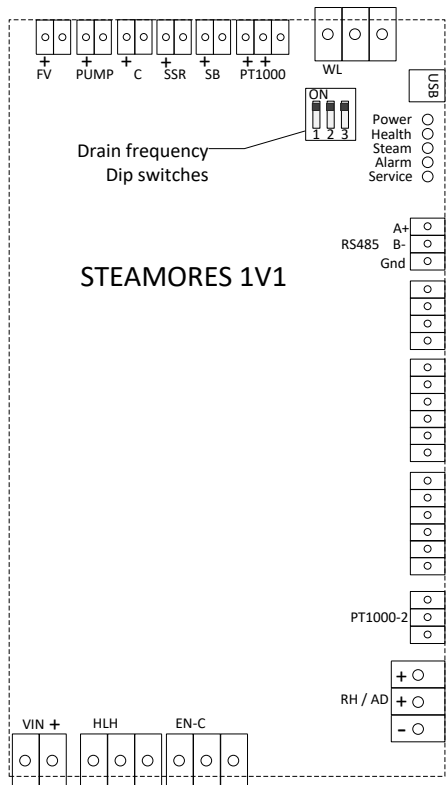 + + + + + + +
FV PUMP C SSR SB PT1000
WL
USB
ON
1 2 3
Drain frequency
Dip switches
Power
Health
Steam
Alarm
Service
A+
RS485 B-
Gnd
STEAMORES 1V1
PT1000-2
+
RH / AD +
-
VIN + HLH EN-C